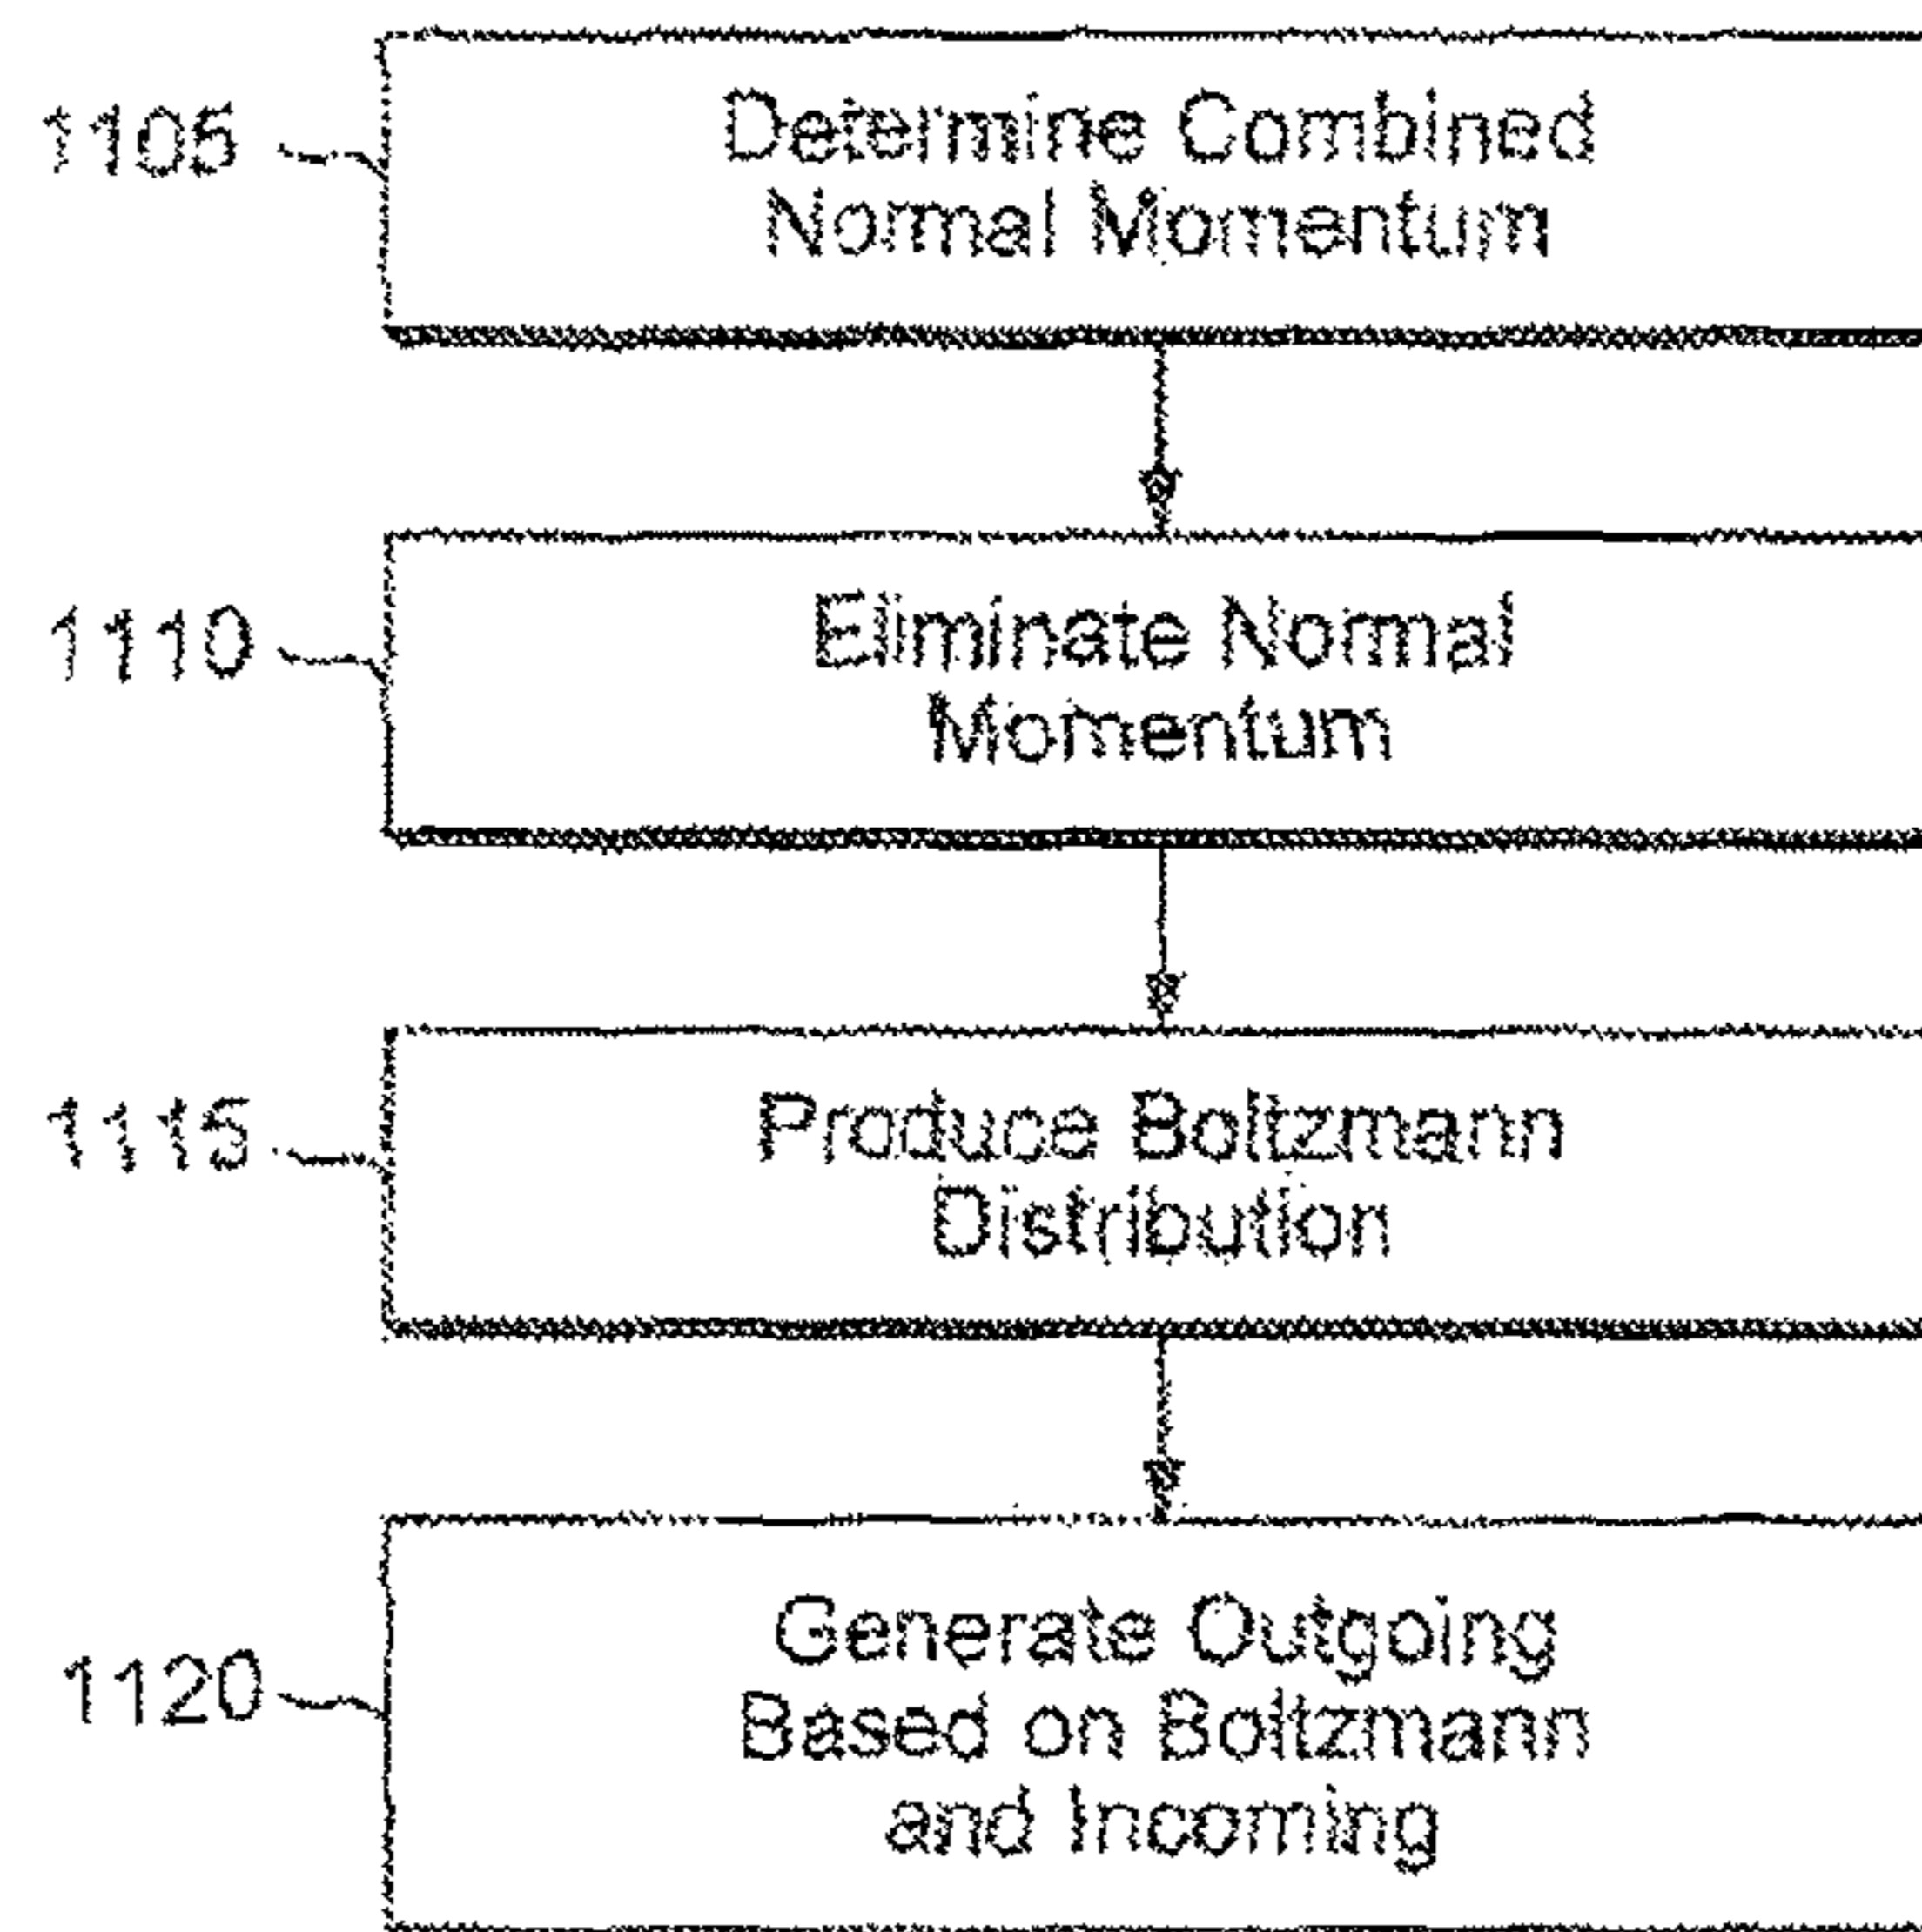 1105
Determine Combined
Normal Momentum
1110
Eliminate Normal
Momentum
1115
Produce Boltzmann
Distribution
1120
Generate Outgoing
Based on Boltzmann
and Incoming